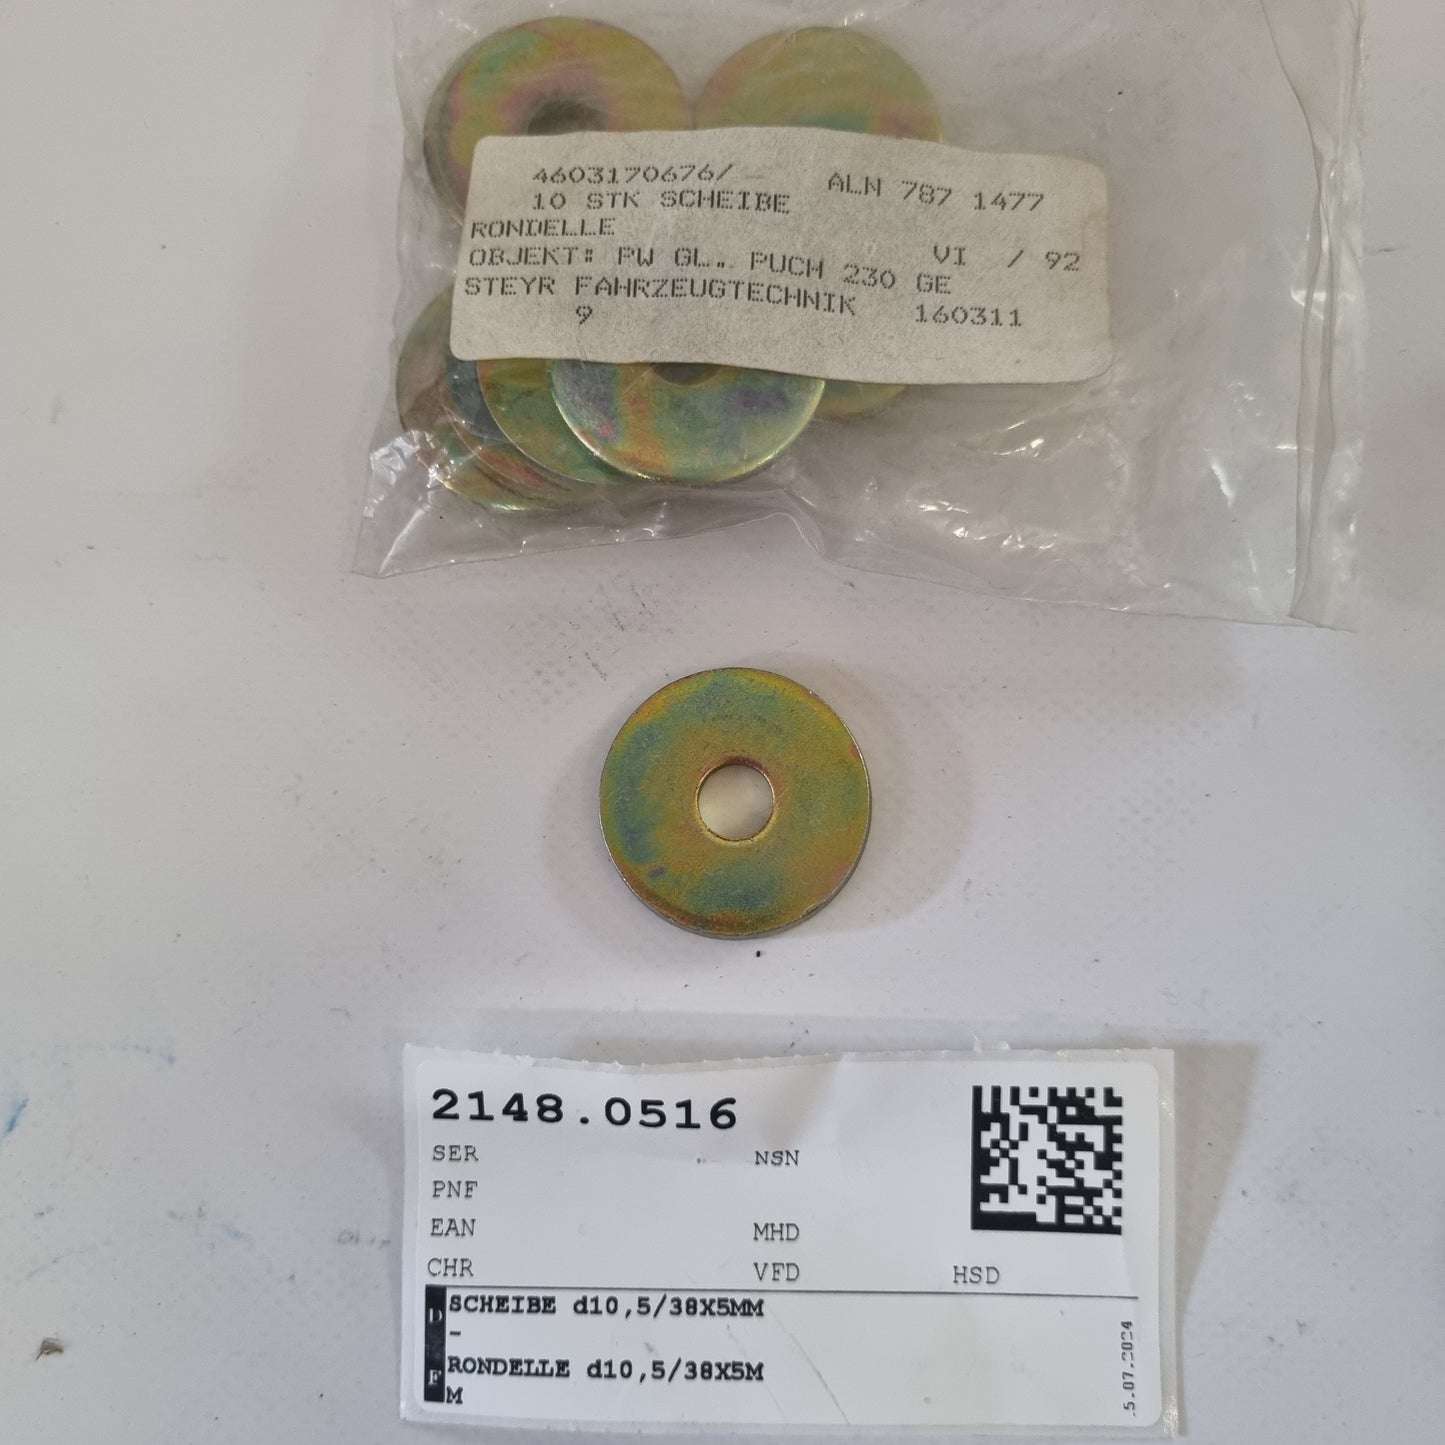 4603170676/ ALN 787 1477
10 STK SCHEIBE
RONDELLE
OBJEKT: PW GL.. PUCH 230 GE VI / 92
STEYR FAHRZEUGTECHNIK
9 160311
2148.0516
SER NSN
PNF
EAN MHD
CHR VFD HSD
D SCHEIBE d10,5/38X5MM
-
F RONDELLE d10,5/38X5M
M
5.07.2024